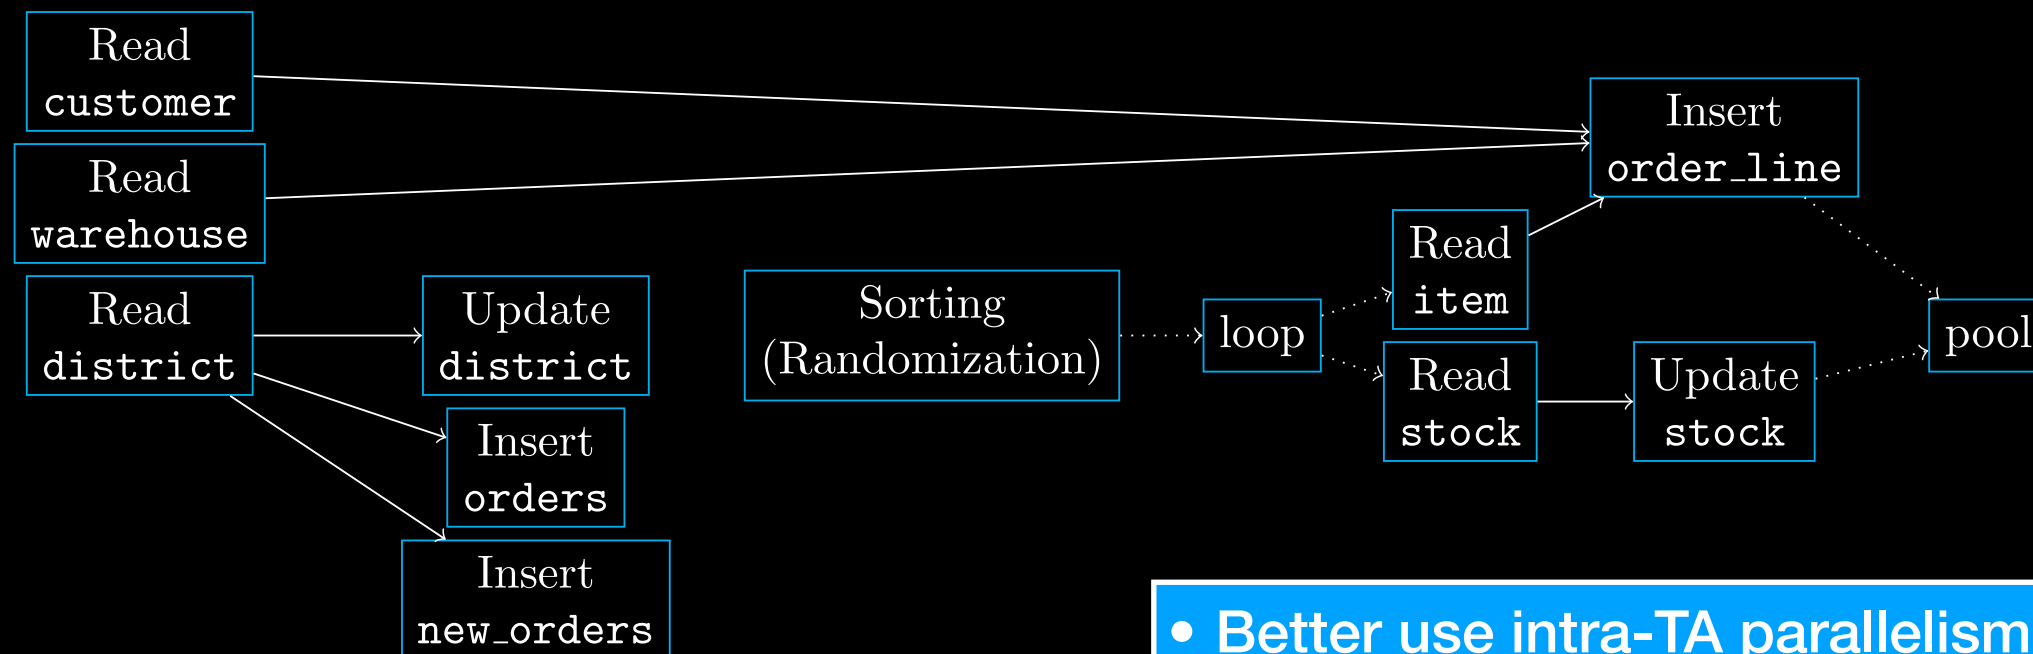 Read
customer
Read
warehouse
Read
district
Update
district
Insert
orders
Insert
new_orders
Sorting
(Randomization)
loop
Read
item
Read
stock
Update
stock
Insert
order_line
pool
• Better use intra-TA parallelism